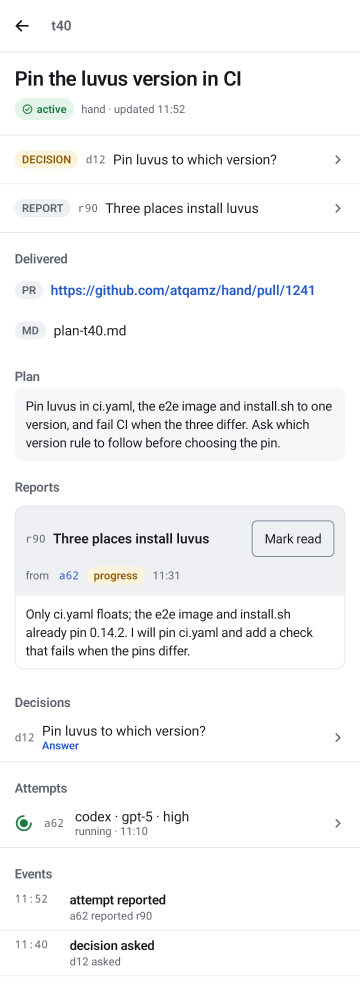 t40
Pin the luvus version in CI
active hand · updated 11:52
DECISION d12 Pin luvus to which version?
REPORT r90 Three places install luvus
Delivered
PR https://github.com/atqamz/hand/pull/1241
MD plan-t40.md
Plan
Pin luvus in ci.yaml, the e2e image and install.sh to one
version, and fail CI when the three differ. Ask which
version rule to follow before choosing the pin.
Reports
r90 Three places install luvus Mark read
from a62 progress 11:31
Only ci.yaml floats; the e2e image and install.sh
already pin 0.14.2. I will pin ci.yaml and add a check
that fails when the pins differ.
Decisions
d12 Pin luvus to which version?
Answer
Attempts
a62 codex · gpt-5 · high
running · 11:10
Events
11:52 attempt reported
a62 reported r90
11:40 decision asked
d12 asked